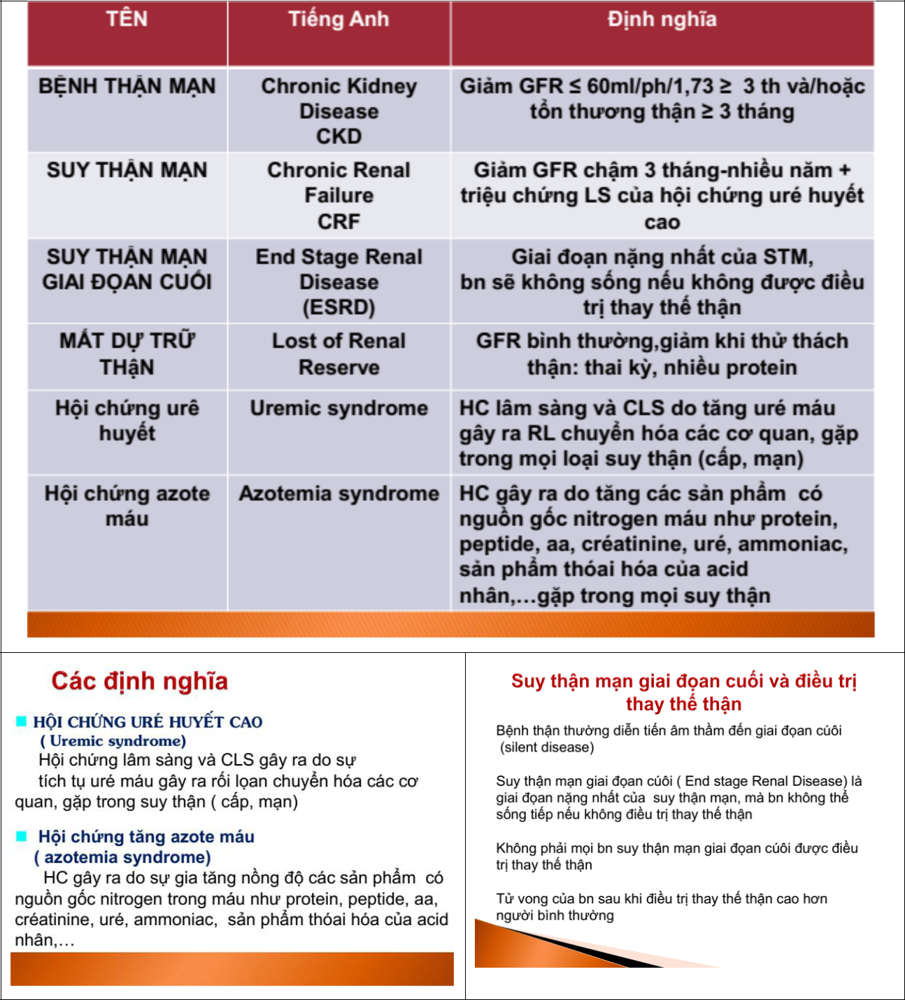 TÊN
Tiếng Anh
Định nghĩa
BỆNH THẬN MẠN
Chronic Kidney
Disease
CKD
Giảm GFR ≤ 60ml/ph/1,73 ≥  3 th và/hoặc
tổn thương thận ≥ 3 tháng
SUY THẬN MẠN
Chronic Renal
Failure
CRF
Giảm GFR chậm 3 tháng-nhiều năm +
triệu chứng LS của hội chứng uré huyết
cao
SUY THẬN MẠN
GIAI ĐỌAN CUỐI
End Stage Renal
Disease
(ESRD)
Giai đoạn nặng nhất của STM,
bn sẽ không sống nếu không được điều
trị thay thế thận
MẤT DỰ TRỮ
THậN
Lost of Renal
Reserve
GFR bình thường,giảm khi thử thách
thận: thai kỳ, nhiều protein
Hội chứng urê
huyết
Uremic syndrome
HC lâm sàng và CLS do tăng uré máu
gây ra RL chuyển hóa các cơ quan, gặp
trong mọi loại suy thận (cấp, mạn)
Hội chứng azote
máu
Azotemia syndrome
HC gây ra do tăng các sản phẩm  có
nguồn gốc nitrogen máu như protein,
peptide, aa, créatinine, uré, ammoniac,
sản phẩm thóai hóa của acid
nhân,...gặp trong mọi suy thận
Các định nghĩa
HỘI CHỨNG URÉ HUYẾT CAO
( Uremic syndrome)
Hội chứng lâm sàng và CLS gây ra do sự
tích tụ uré máu gây ra rối lọan chuyển hóa các cơ
quan, gặp trong suy thận ( cấp, mạn)
Hội chứng tăng azote máu
( azotemia syndrome)
HC gây ra do sự gia tăng nồng độ các sản phẩm  có
nguồn gốc nitrogen trong máu như protein, peptide, aa,
créatinine, uré, ammoniac,  sản phẩm thóai hóa của acid
nhân,...
Suy thận mạn giai đọan cuối và điều trị
thay thế thận
Bệnh thận thường diễn tiến âm thầm đến giai đọan cúôi
(silent disease)
Suy thận mạn giai đọan cúôi ( End stage Renal Disease) là
giai đọan nặng nhất của  suy thận mạn, mà bn không thể
sống tiếp nếu không điều trị thay thế thận
Không phải mọi bn suy thận mạn giai đọan cúôi được điều
trị thay thế thận
Tử vong của bn sau khi điều trị thay thế thận cao hơn
người bình thường